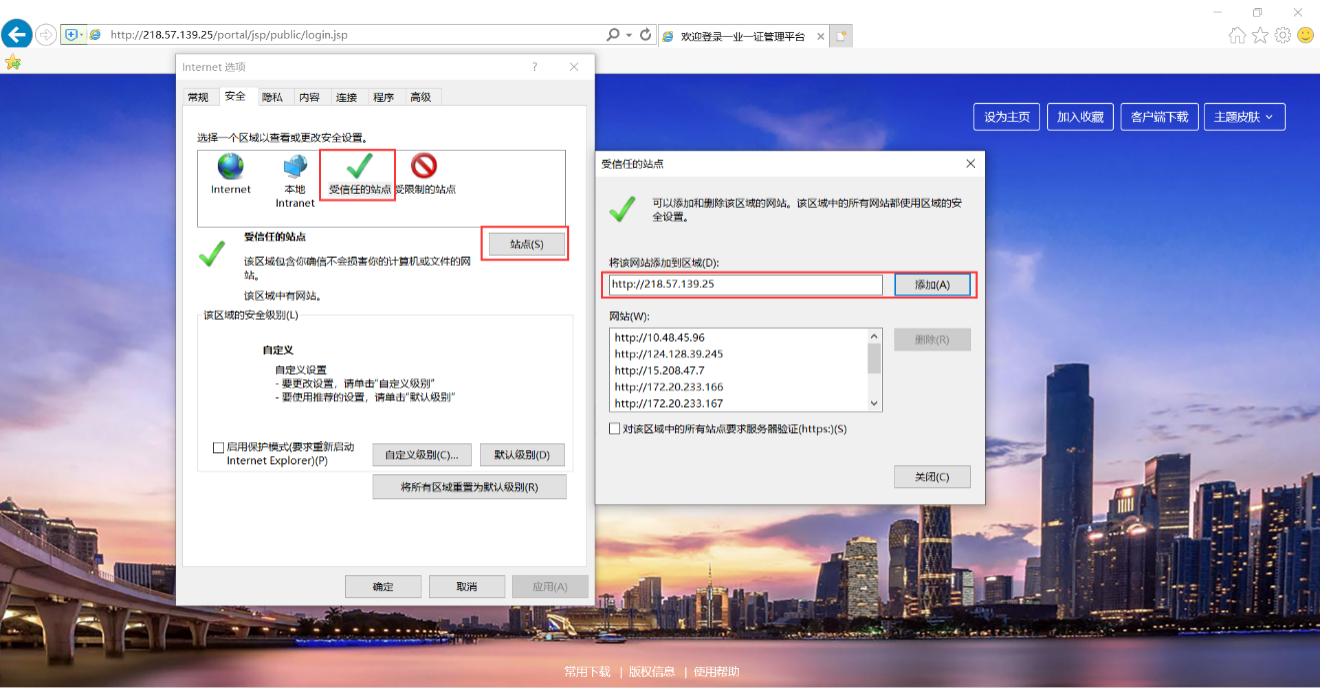 http://218.57.139.25/portal/jsp/public/login.jsp
欢迎登录一业一证管理平台
设为主页
加入收藏
客户端下载
主题皮肤
Internet 选项
常规 安全 隐私 内容 连接 程序 高级
选择一个区域以查看或更改安全设置。
Internet
本地
Intranet
受信任的站点
受限制的站点
受信任的站点
站点(S)
该区域包含你确信不会损害你的计算机或文件的网
站。
该区域中有网站。
该区域的安全级别(L)
自定义
自定义设置
- 要更改设置，请单击"自定义级别"
- 要使用推荐的设置，请单击"默认级别"
启用保护模式(要求重新启动
Internet Explorer)(P)
自定义级别(C)...
默认级别(D)
将所有区域重置为默认级别(R)
确定
取消
应用(A)
受信任的站点
可以添加和删除该区域的网站。该区域中的所有网站都使用区域的安
全设置。
将该网站添加到区域(D):
http://218.57.139.25
添加(A)
网站(W):
http://10.48.45.96
http://124.128.39.245
http://15.208.47.7
http://172.20.233.166
http://172.20.233.167
删除(R)
对该区域中的所有站点要求服务器验证(https:)(S)
关闭(C)
常用下载 | 版权信息 | 使用帮助